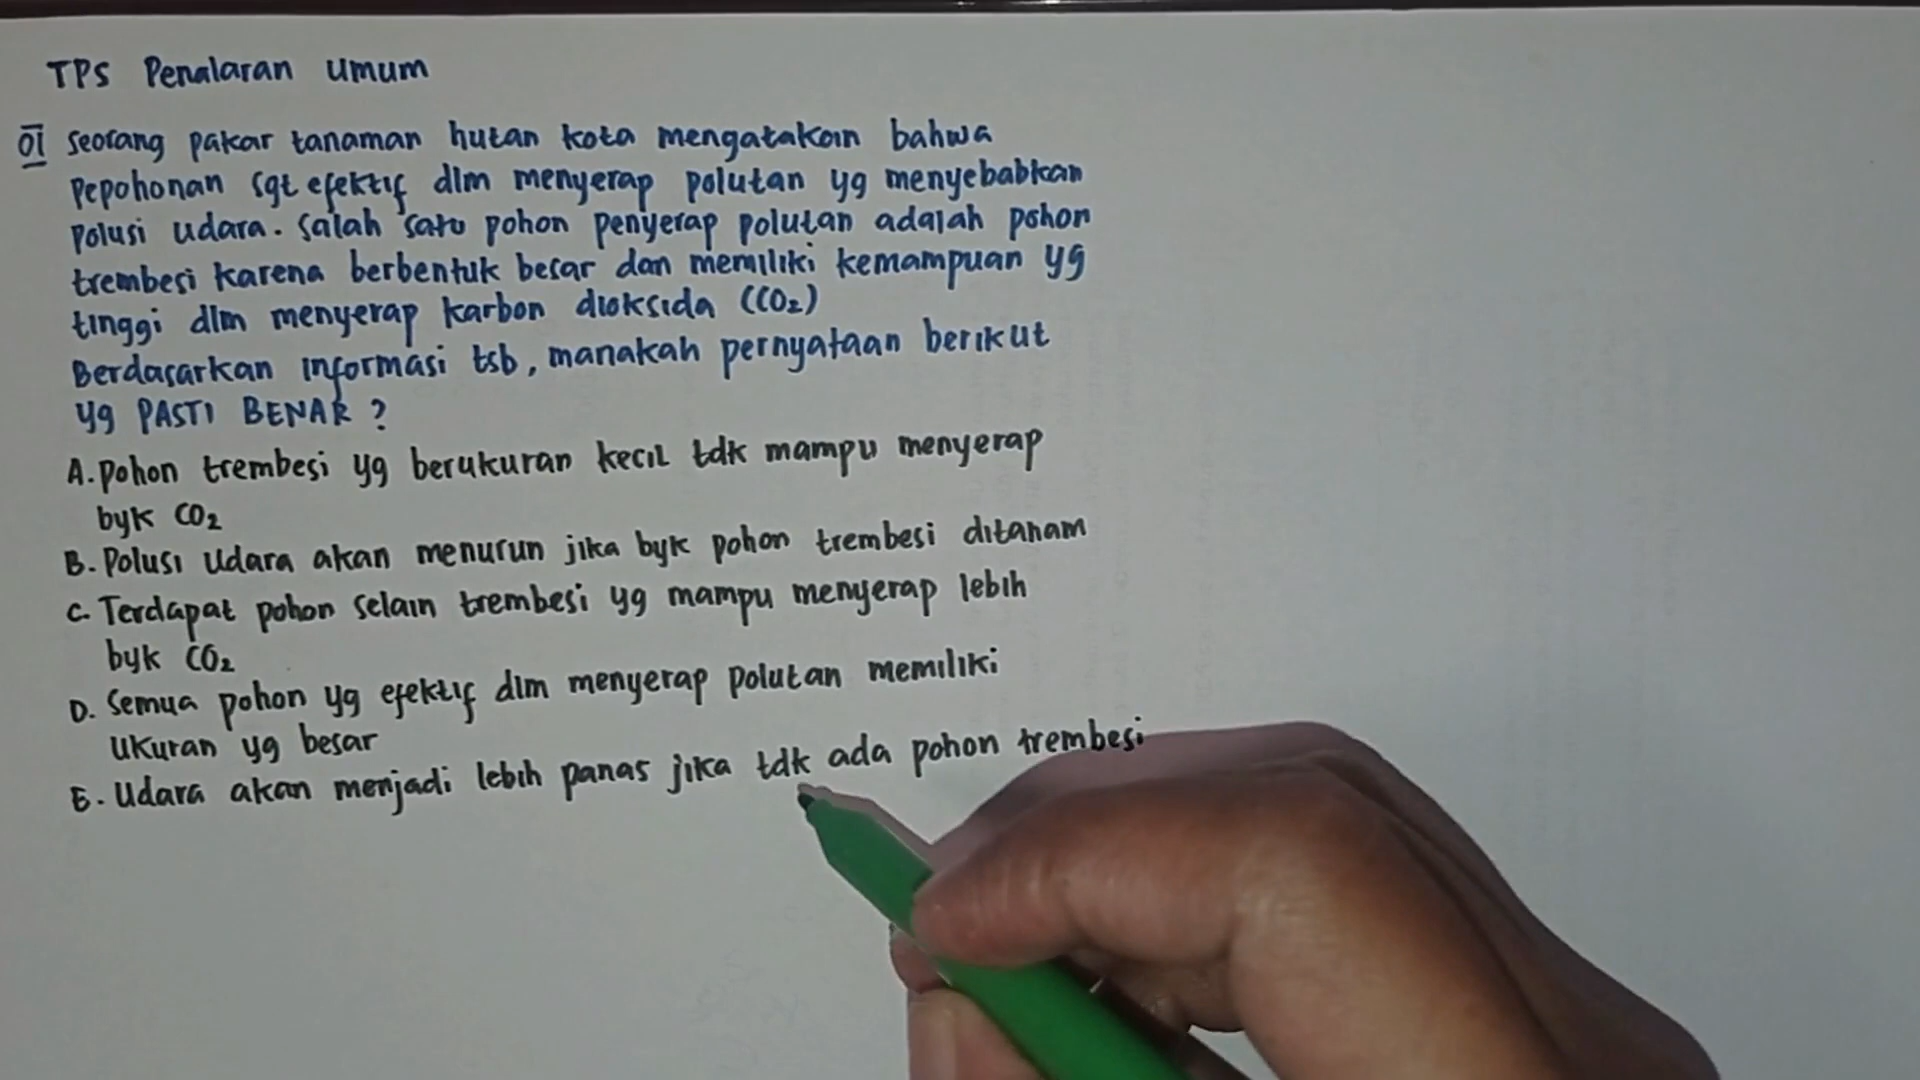 TPS Penalaran Umum
01 Seorang pakar tanaman hutan kota mengatakan bahwa
pepohonan sgt efektif dlm menyerap polutan yg menyebabkan
polusi udara. Salah satu pohon penyerap polutan adalah pohon
trembesi karena berbentuk besar dan memiliki kemampuan yg
tinggi dlm menyerap karbon dioksida (CO₂)
Berdasarkan informasi tsb, manakah pernyataan berikut
yg PASTI BENAR ?
A. Pohon trembesi yg berukuran kecil tdk mampu menyerap
byk CO₂
B. Polusi udara akan menurun jika byk pohon trembesi ditanam
C. Terdapat pohon selain trembesi yg mampu menyerap lebih
byk CO₂
D. Semua pohon yg efektif dlm menyerap polutan memiliki
ukuran yg besar
E. Udara akan menjadi lebih panas jika tdk ada pohon trembesi